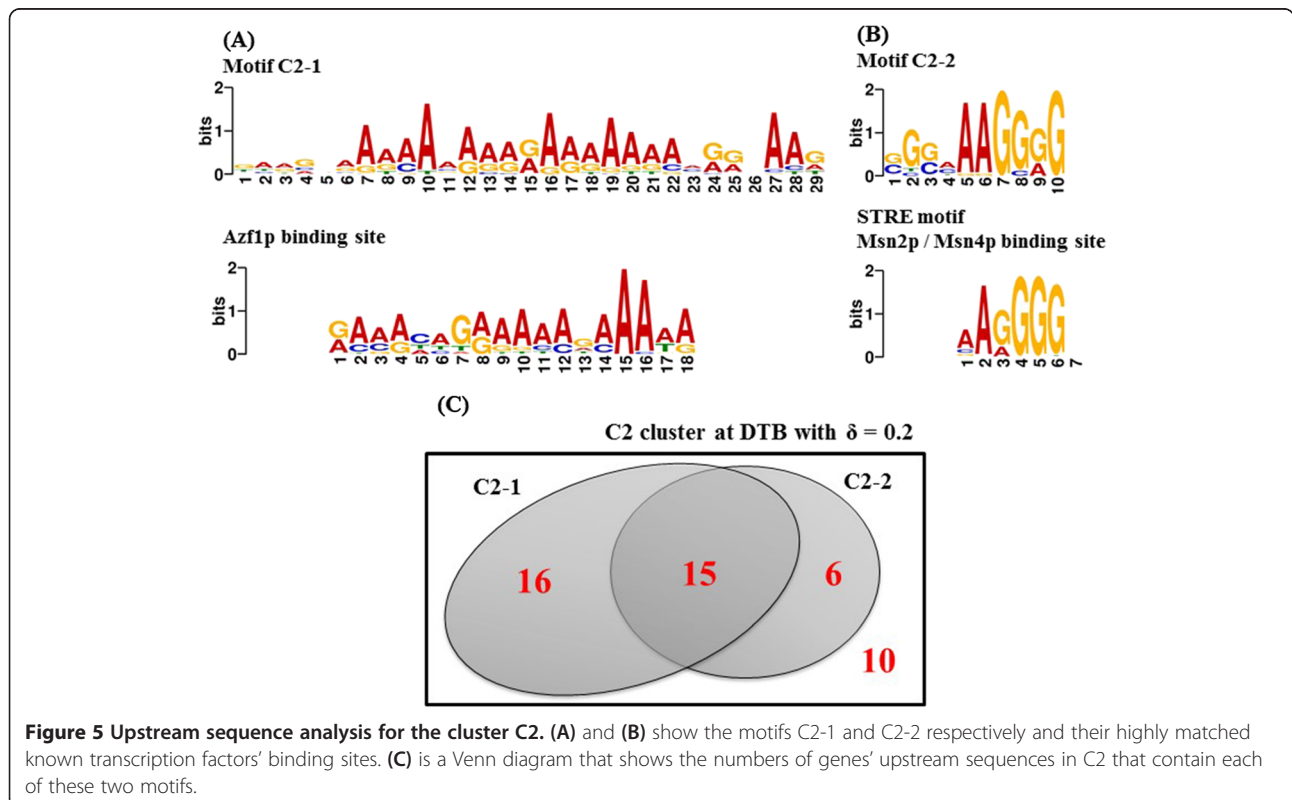 (A)
Motif C2-1
2
1
0
bits
1 2 3 4 5 6 7 8 9 10 11 12 13 14 15 16 17 18 19 20 21 22 23 24 25 26 27 28 29
Azf1p binding site
2
1
0
bits
1 2 3 4 5 6 7 8 9 10 11 12 13 14 15 16 17 18
(B)
Motif C2-2
2
1
0
bits
1 2 3 4 5 6 7 8 9 10
STRE motif
Msn2p / Msn4p binding site
2
1
0
bits
1 2 3 4 5 6 7
(C)
C2 cluster at DTB with δ = 0.2
C2-1
C2-2
16
15
6
10
Figure 5 Upstream sequence analysis for the cluster C2. (A) and (B) show the motifs C2-1 and C2-2 respectively and their highly matched
known transcription factors' binding sites. (C) is a Venn diagram that shows the numbers of genes' upstream sequences in C2 that contain each
of these two motifs.